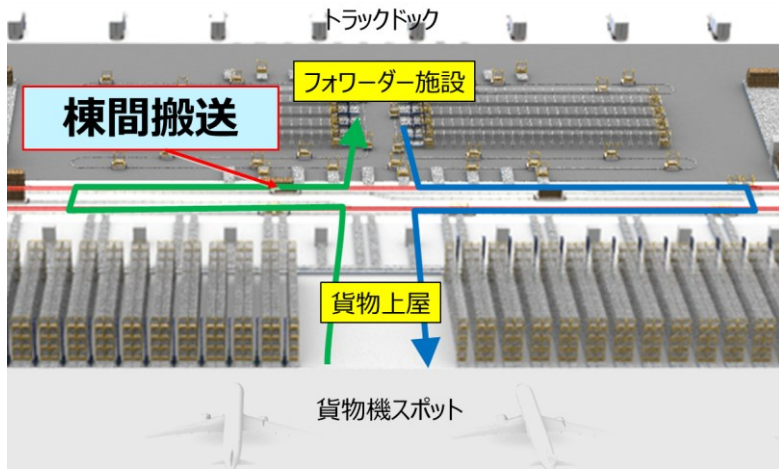 トラックドック
フォワーダー施設
棟間搬送
貨物上屋
貨物機スポット